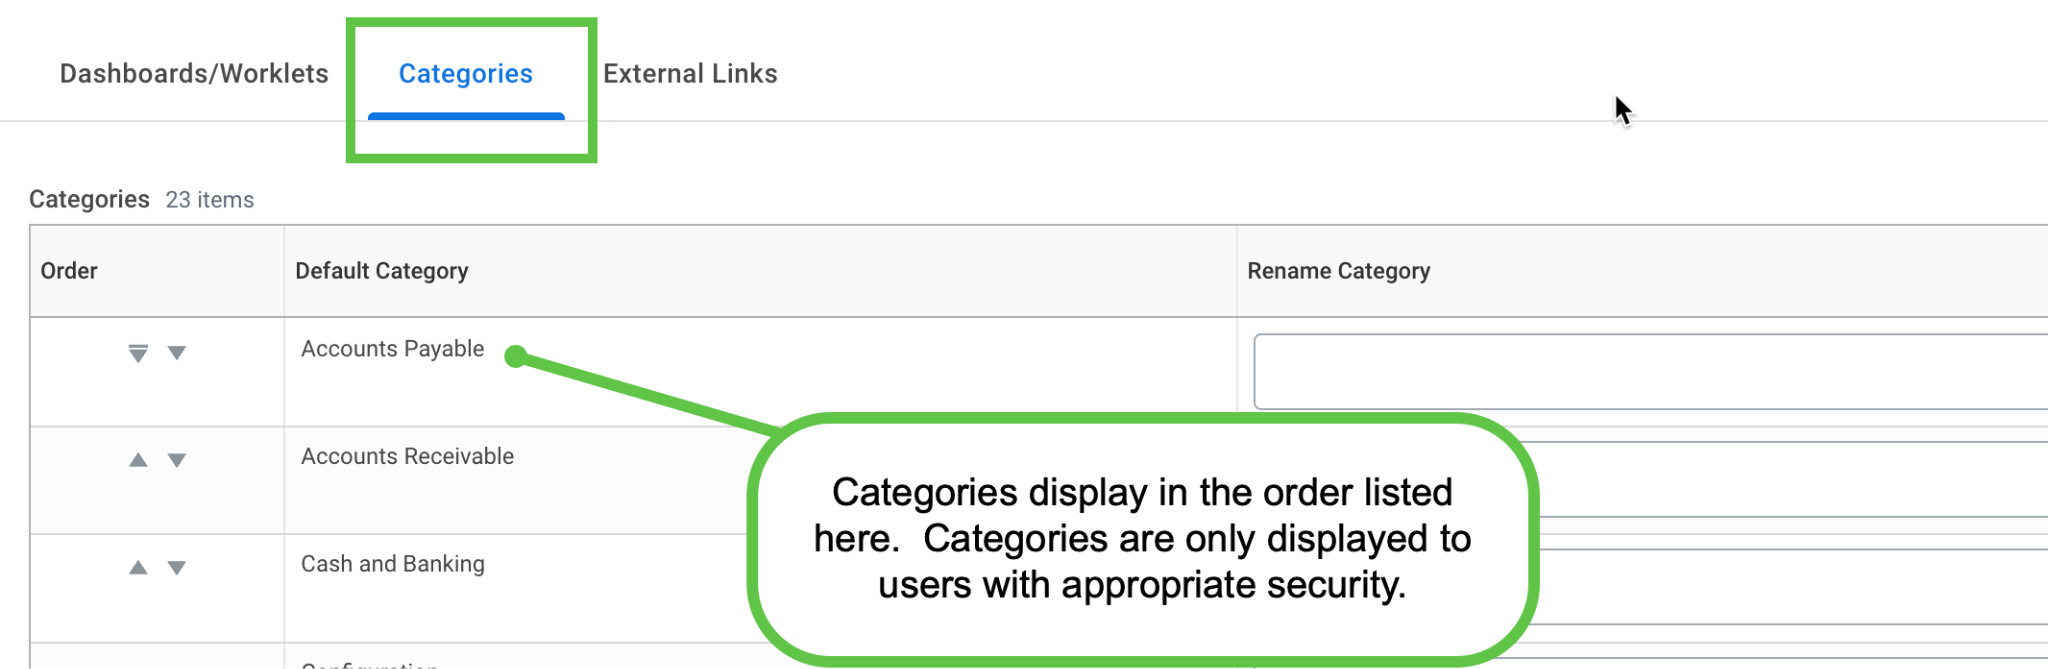 Dashboards/Worklets Categories External Links
Categories 23 items
Order Default Category Rename Category
Accounts Payable
Accounts Receivable
Categories display in the order listed
here.  Categories are only displayed to
users with appropriate security.
Cash and Banking